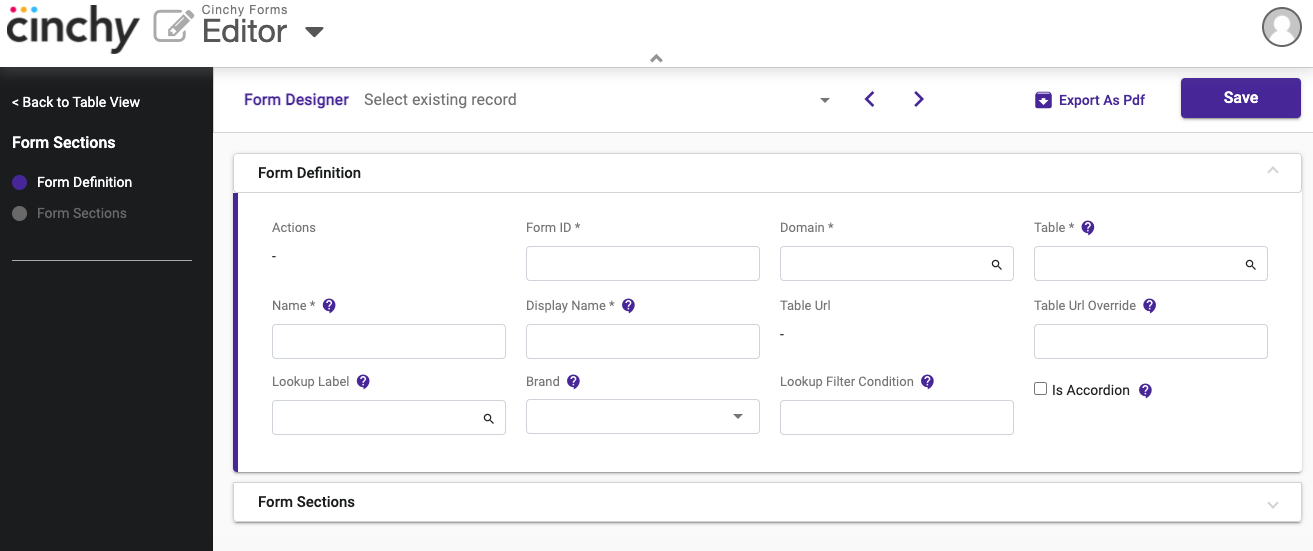 cinchy
Cinchy Forms
Editor
< Back to Table View
Form Sections
Form Definition
Form Sections
Form Designer Select existing record Export As Pdf Save
Form Definition
Actions Form ID * Domain * Table * ?
-
Name * ? Display Name * ? Table Url Table Url Override ?
-
Lookup Label ? Brand ? Lookup Filter Condition ? Is Accordion ?
Form Sections